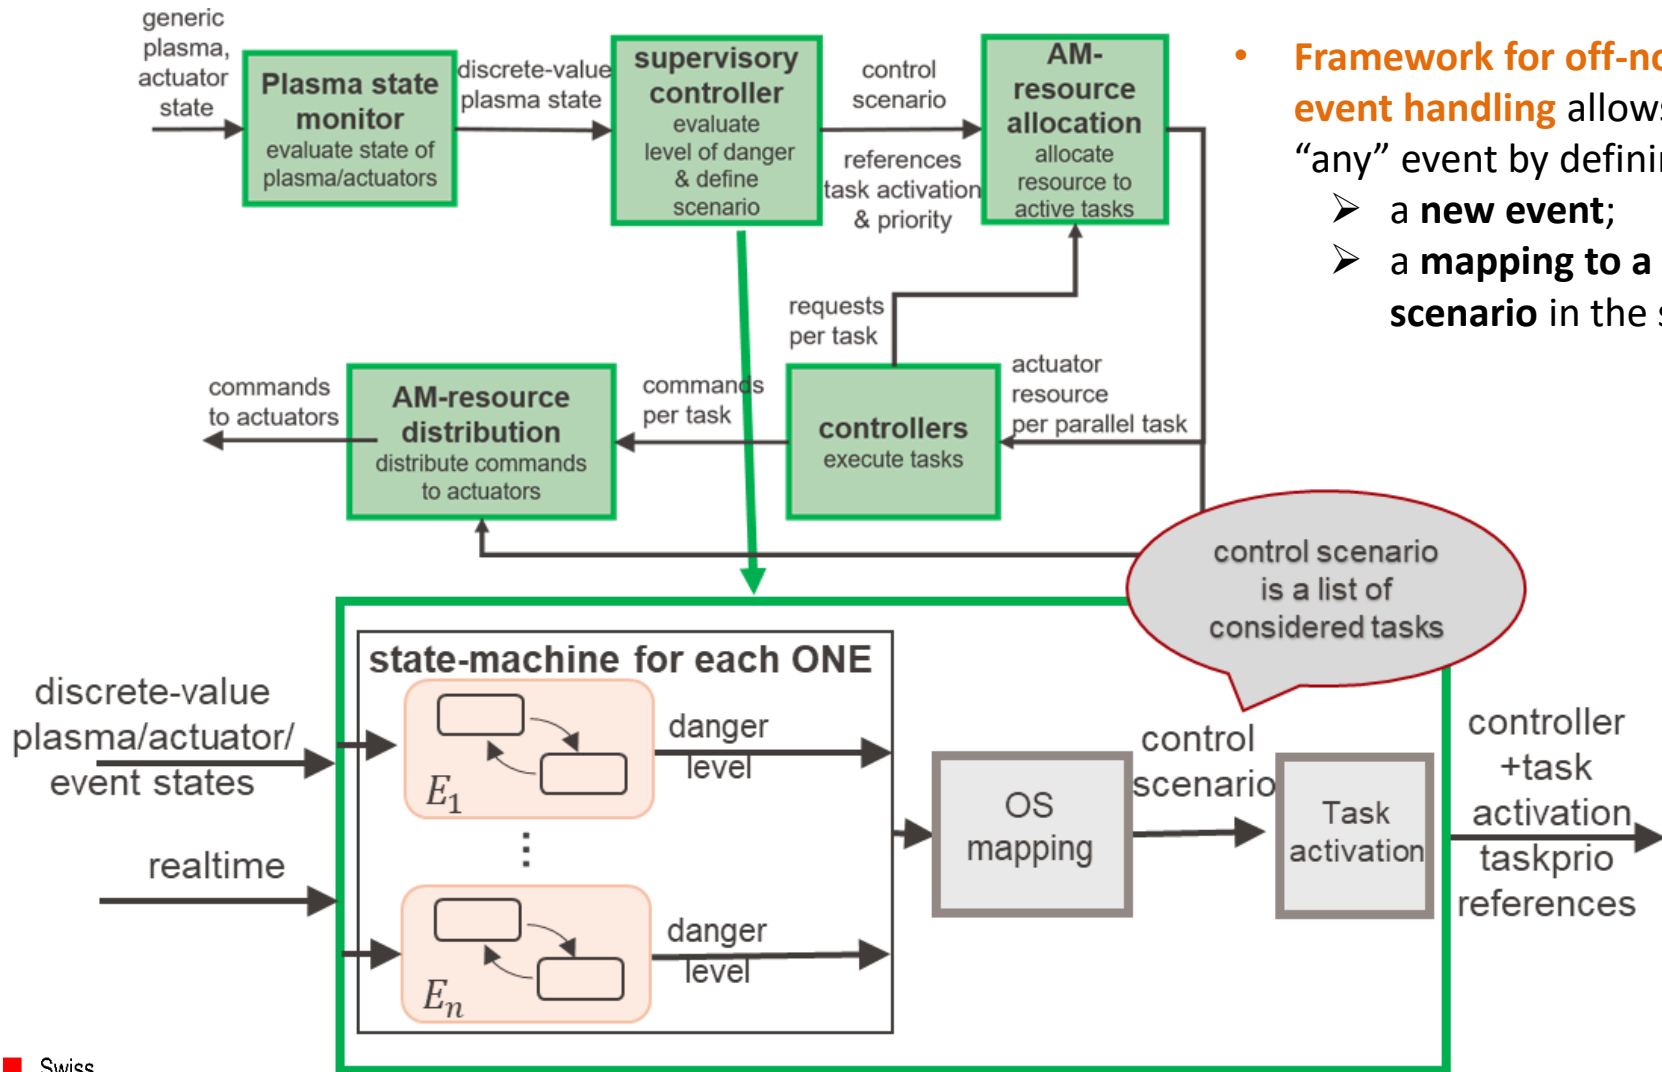 generic
plasma,
actuator
state
Plasma state
monitor
evaluate state of
plasma/actuators
discrete-value
plasma state
supervisory
controller
evaluate
level of danger
& define
scenario
control
scenario
references
task activation
& priority
AM-
resource
allocation
allocate
resource to
active tasks
• Framework for off-no
event handling allows
“any” event by definin
➢ a new event;
➢ a mapping to a
scenario in the s
requests
per task
commands
to actuators
AM-resource
distribution
distribute commands
to actuators
commands
per task
controllers
execute tasks
actuator
resource
per parallel task
control scenario
is a list of
considered tasks
state-machine for each ONE
discrete-value
plasma/actuator/
event states
realtime
E1
danger
level
⋮
En
danger
level
OS
mapping
control
scenario
Task
activation
controller
+task
activation
taskprio
references
Swiss